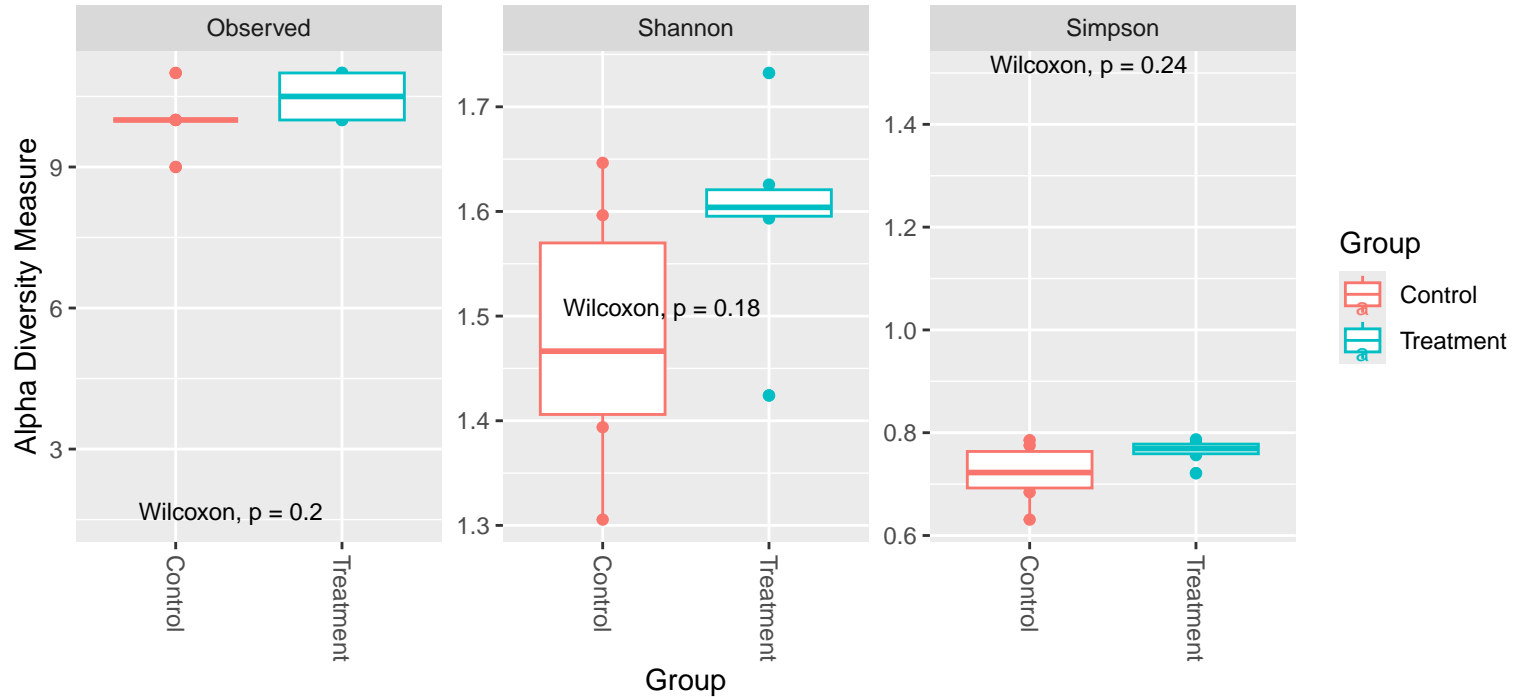 Observed
Shannon
Simpson
Alpha Diversity Measure
9
6
3
Wilcoxon, p = 0.2
Control
Treatment
1.7
1.6
1.5
1.4
1.3
Wilcoxon, p = 0.18
Control
Treatment
Wilcoxon, p = 0.24
1.4
1.2
1.0
0.8
0.6
Control
Treatment
Group
Group
a
Control
a
Treatment